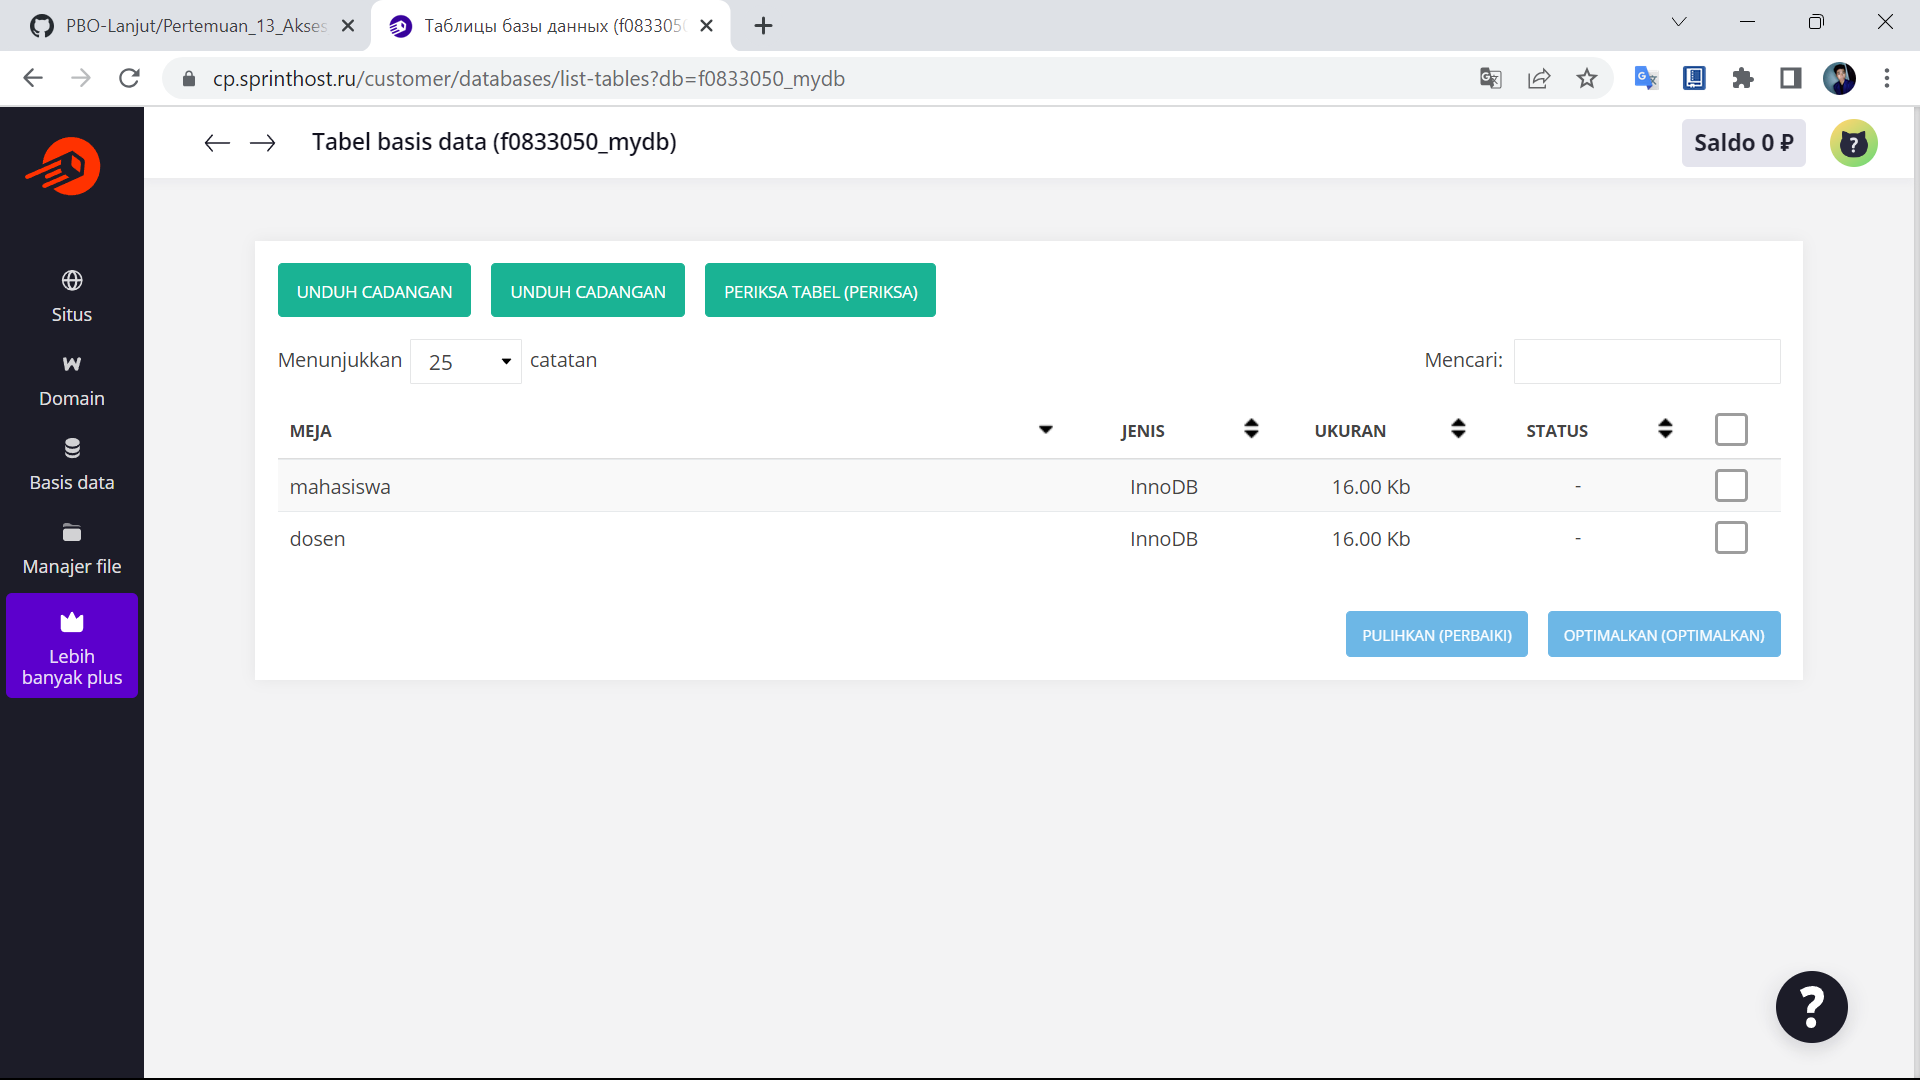 PBO-Lanjut/Pertemuan_13_Akses
Таблицы базы данных (f083305
cp.sprinthost.ru/customer/databases/list-tables?db=f0833050_mydb
Tabel basis data (f0833050_mydb)
Saldo 0 ₽
Situs
Domain
Basis data
Manajer file
Lebih
banyak plus
UNDUH CADANGAN
UNDUH CADANGAN
PERIKSA TABEL (PERIKSA)
Menunjukkan 25 catatan
Mencari:
MEJA JENIS UKURAN STATUS
mahasiswa InnoDB 16.00 Kb -
dosen InnoDB 16.00 Kb -
PULIHKAN (PERBAIKI)
OPTIMALKAN (OPTIMALKAN)
?